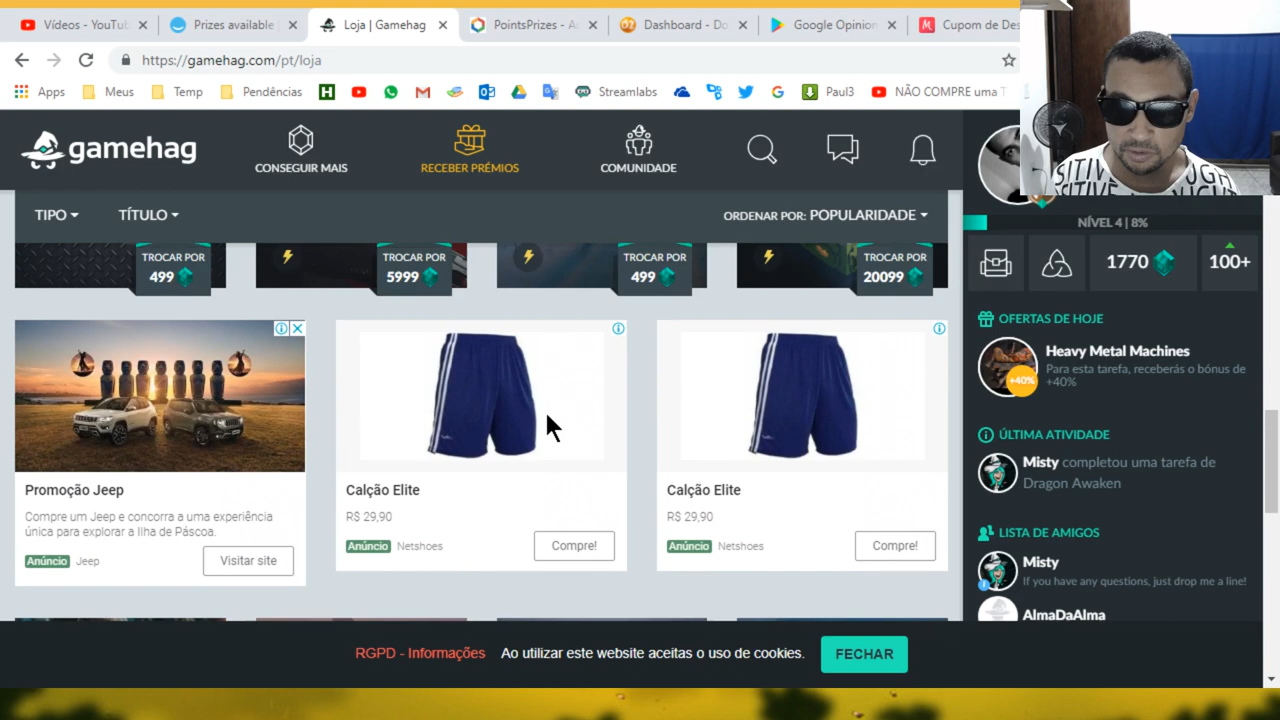 Vídeos - YouTub
Prizes available
Loja | Gamehag
PointsPrizes - A
Dashboard - Do
Google Opinion
Cupom de Des
https://gamehag.com/pt/loja
Apps
Meus
Temp
Pendências
H
Streamlabs
Paul3
NÃO COMPRE uma T
gamehag
CONSEGUIR MAIS
RECEBER PRÉMIOS
COMUNIDADE
TIPO
TÍTULO
ORDENAR POR: POPULARIDADE
TROCAR POR
499
TROCAR POR
5999
TROCAR POR
499
TROCAR POR
20099
NÍVEL 4 | 8%
1770
100+
OFERTAS DE HOJE
Heavy Metal Machines
Para esta tarefa, receberás o bónus de
+40%
+40%
ÚLTIMA ATIVIDADE
Misty completou uma tarefa de
Dragon Awaken
LISTA DE AMIGOS
Misty
If you have any questions, just drop me a line!
AlmaDaAlma
Promoção Jeep
Compre um Jeep e concorra a uma experiência
única para explorar a Ilha de Páscoa.
Anúncio Jeep
Visitar site
Calção Elite
R$ 29,90
Anúncio Netshoes
Compre!
Calção Elite
R$ 29,90
Anúncio Netshoes
Compre!
RGPD - Informações
Ao utilizar este website aceitas o uso de cookies.
FECHAR